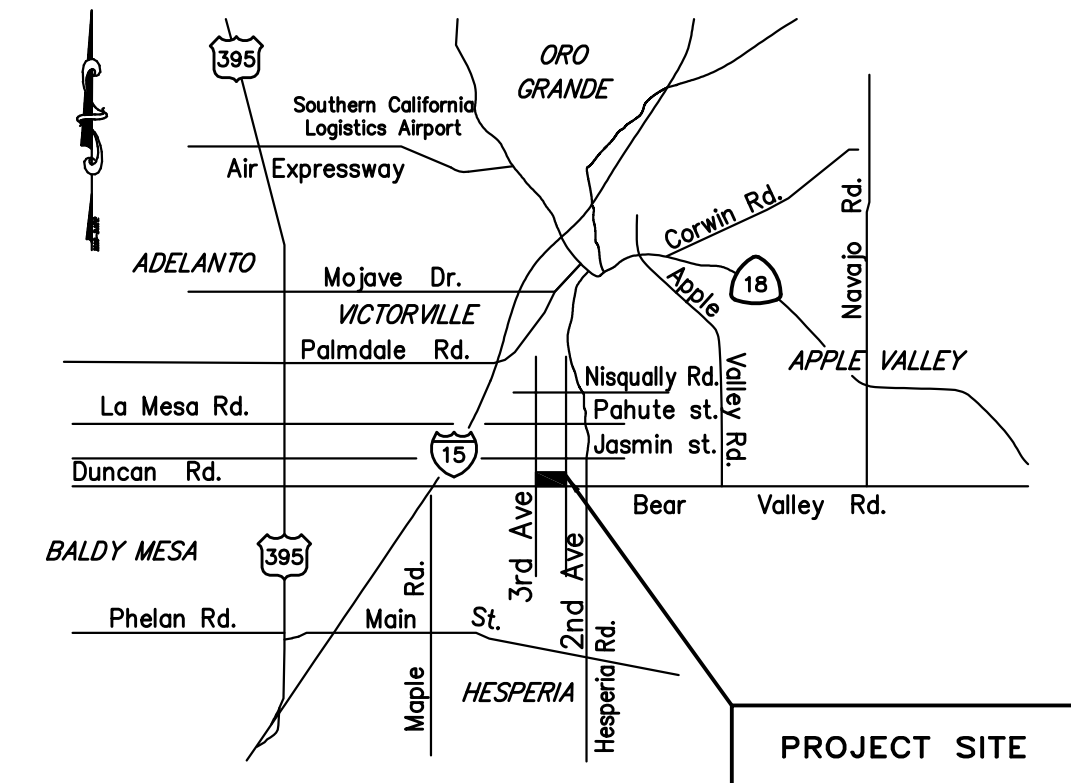 395
ORO
GRANDE
Southern California
Logistics Airport
Air Expressway
Corwin Rd.
Navajo Rd.
ADELANTO
Mojave Dr.
Apple Valley Rd.
18
VICTORVILLE
Palmdale Rd.
APPLE VALLEY
Nisqually Rd.
La Mesa Rd.
Pahute st.
Jasmin st.
15
Duncan Rd.
Bear Valley Rd.
3rd Ave
2nd Ave
BALDY MESA
395
Phelan Rd.
Main St.
Maple Rd.
HESPERIA
Hesperia Rd.
PROJECT SITE